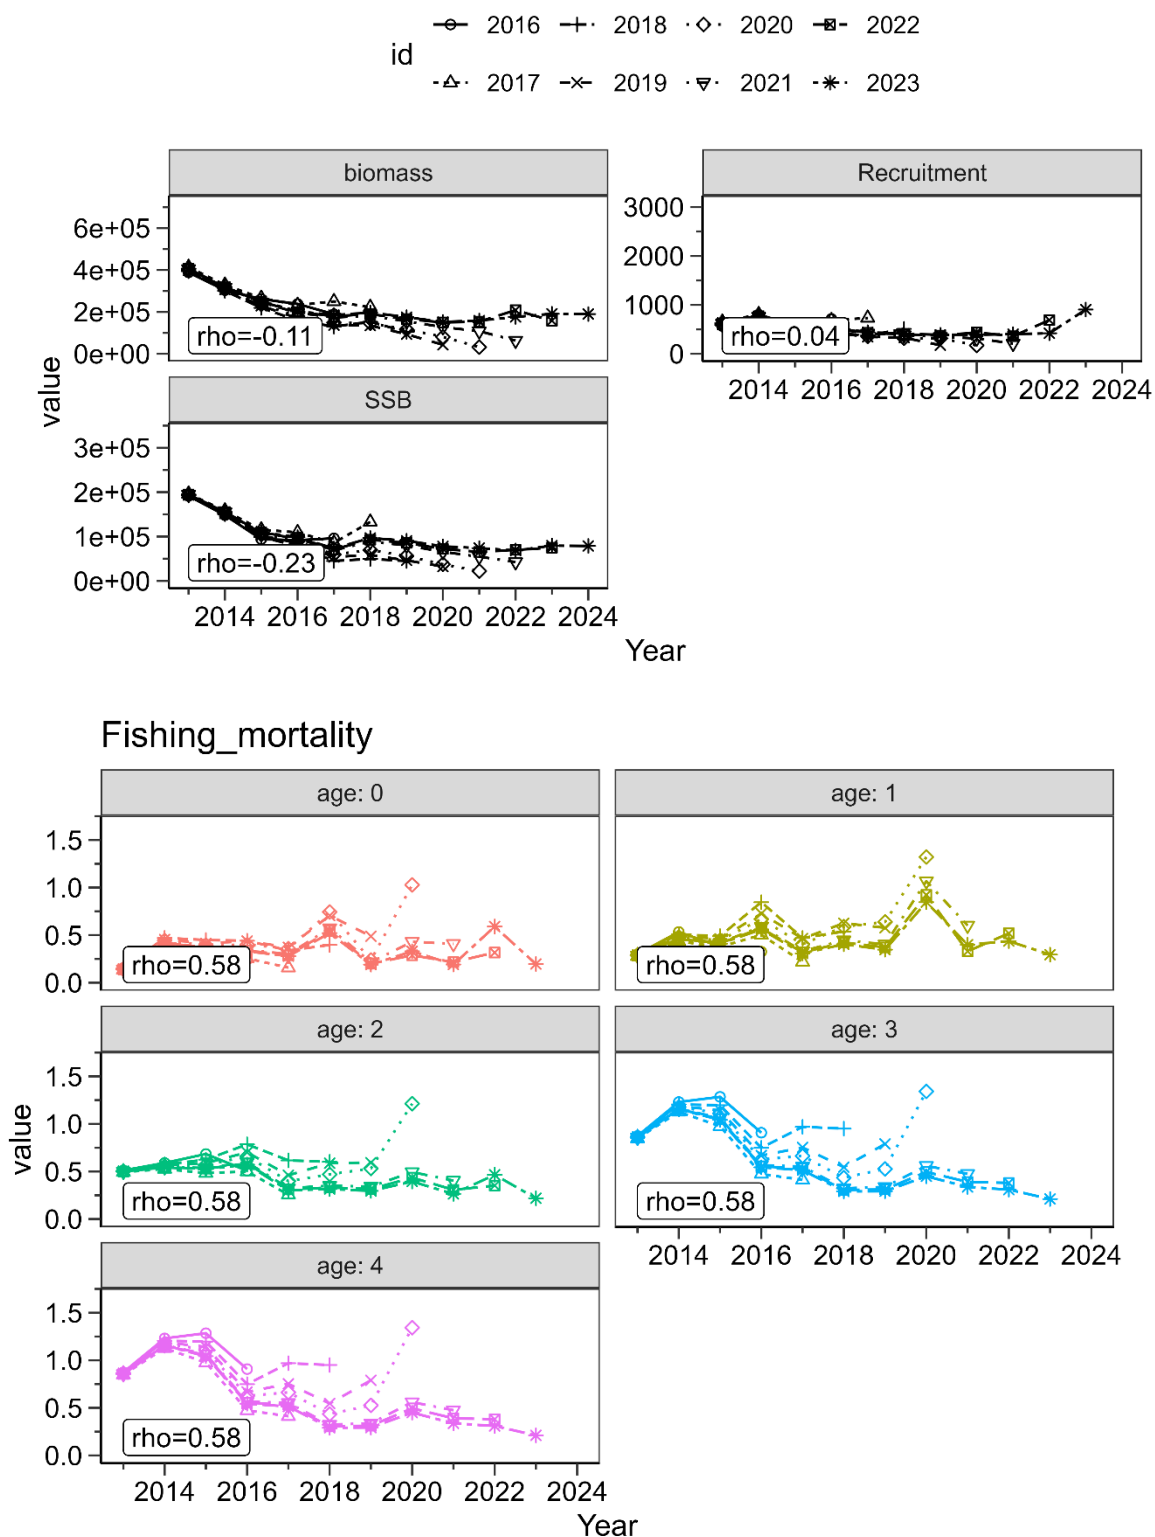 id
2016 2018 2020 2022
2017 2019 2021 2023
biomass
Recruitment
6e+05
4e+05
2e+05
0e+00
rho=-0.11
3000
2000
1000
0
rho=0.04
2014 2016 2018 2020 2022 2024
value
SSB
3e+05
2e+05
1e+05
0e+00
rho=-0.23
2014 2016 2018 2020 2022 2024
Year
Fishing_mortality
age: 0
age: 1
1.5
1.0
0.5
0.0
rho=0.58
rho=0.58
age: 2
age: 3
value
1.5
1.0
0.5
0.0
rho=0.58
rho=0.58
2014 2016 2018 2020 2022 2024
age: 4
1.5
1.0
0.5
0.0
rho=0.58
2014 2016 2018 2020 2022 2024
Year